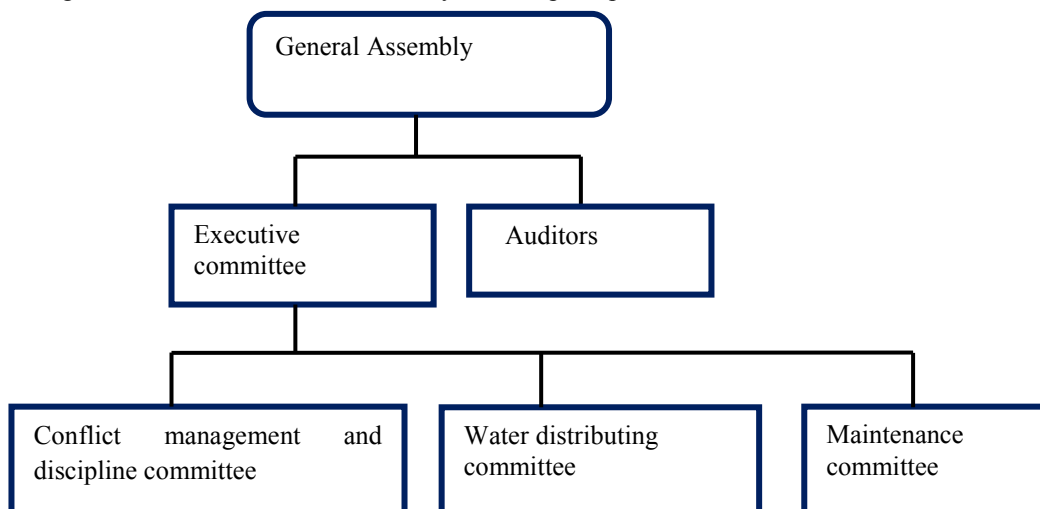 General Assembly
Executive
committee
Auditors
Conflict management and
discipline committee
Water distributing
committee
Maintenance
committee